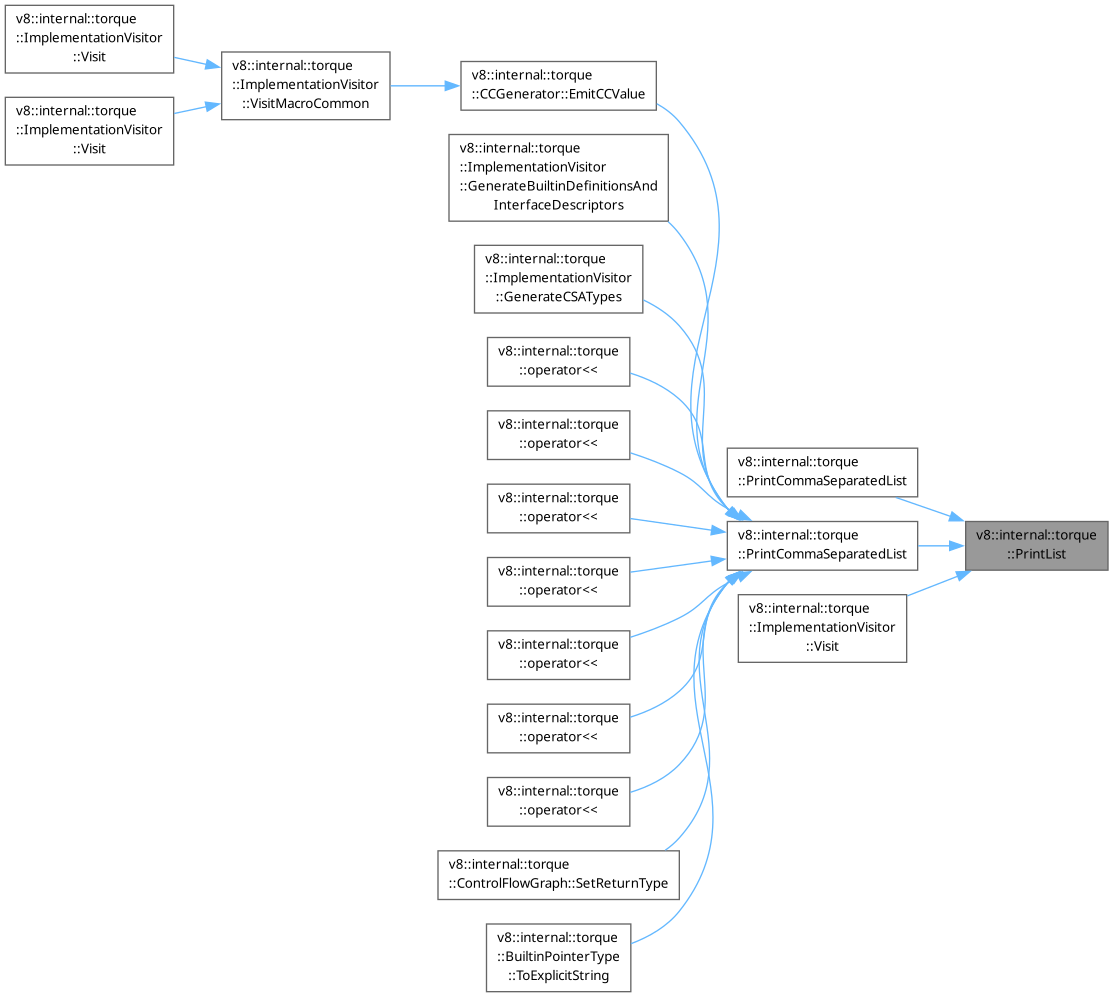 v8::internal::torque
::ImplementationVisitor
::Visit
v8::internal::torque
::ImplementationVisitor
::Visit
v8::internal::torque
::ImplementationVisitor
::VisitMacroCommon
v8::internal::torque
::CCGenerator::EmitCCValue
v8::internal::torque
::ImplementationVisitor
::GenerateBuiltinDefinitionsAnd
InterfaceDescriptors
v8::internal::torque
::ImplementationVisitor
::GenerateCSATypes
v8::internal::torque
::operator<<
v8::internal::torque
::operator<<
v8::internal::torque
::operator<<
v8::internal::torque
::operator<<
v8::internal::torque
::operator<<
v8::internal::torque
::operator<<
v8::internal::torque
::operator<<
v8::internal::torque
::ControlFlowGraph::SetReturnType
v8::internal::torque
::BuiltinPointerType
::ToExplicitString
v8::internal::torque
::PrintCommaSeparatedList
v8::internal::torque
::PrintCommaSeparatedList
v8::internal::torque
::ImplementationVisitor
::Visit
v8::internal::torque
::PrintList